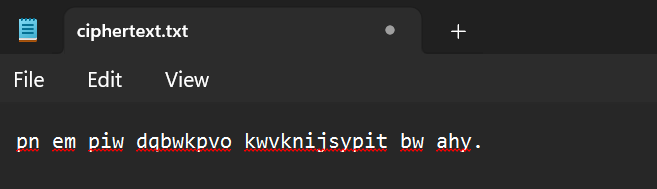 ciphertext.txt
File Edit View
pn em piw dqbwkpvo kwvknijsypit bw ahy.